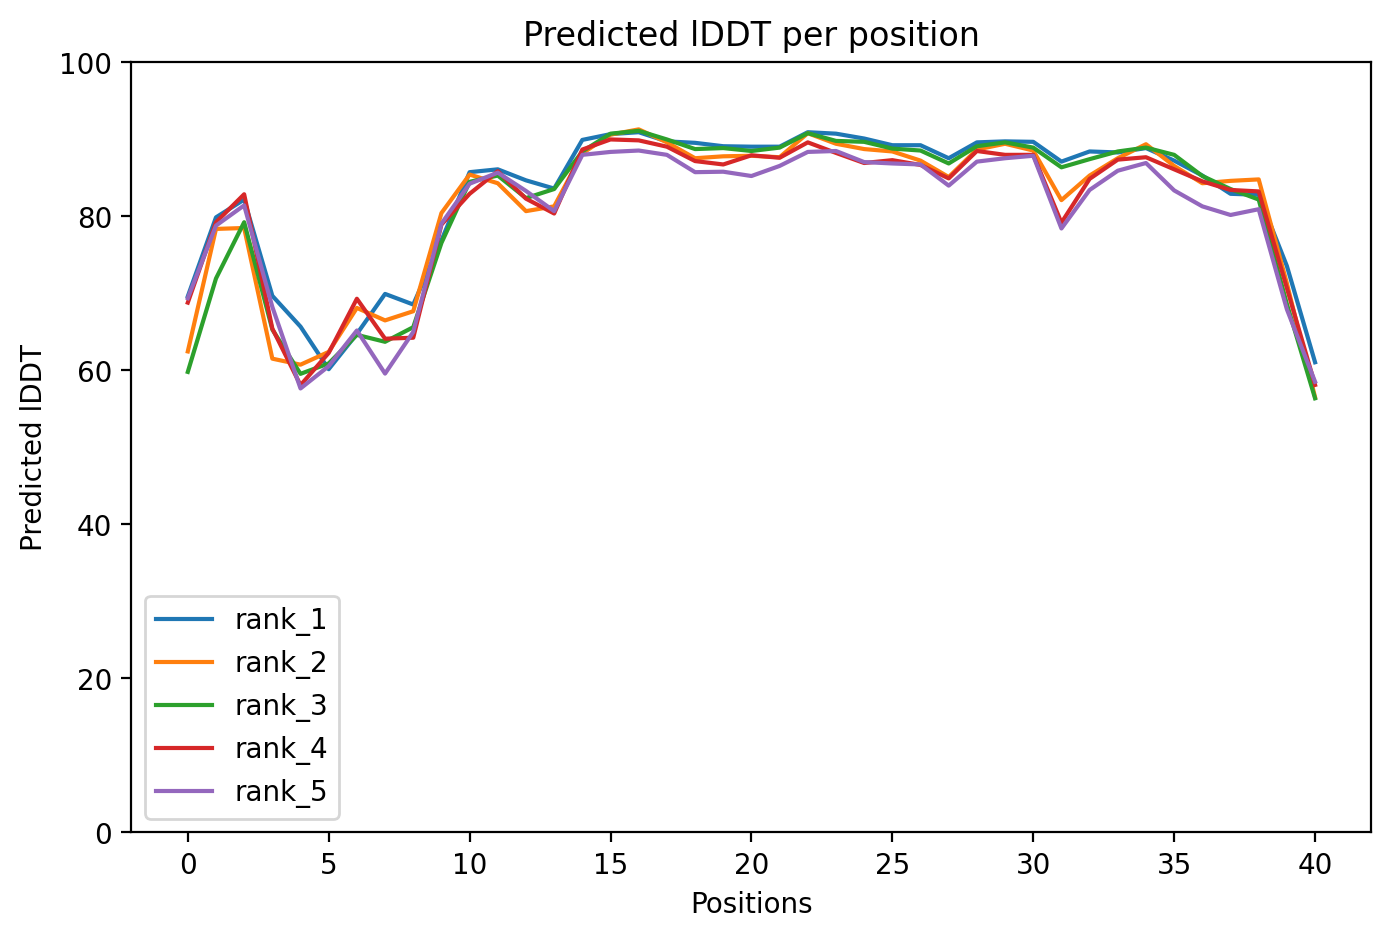 Predicted lDDT per position
100
80
60
40
20
0
Predicted lDDT
rank_1
rank_2
rank_3
rank_4
rank_5
0 5 10 15 20 25 30 35 40
Positions